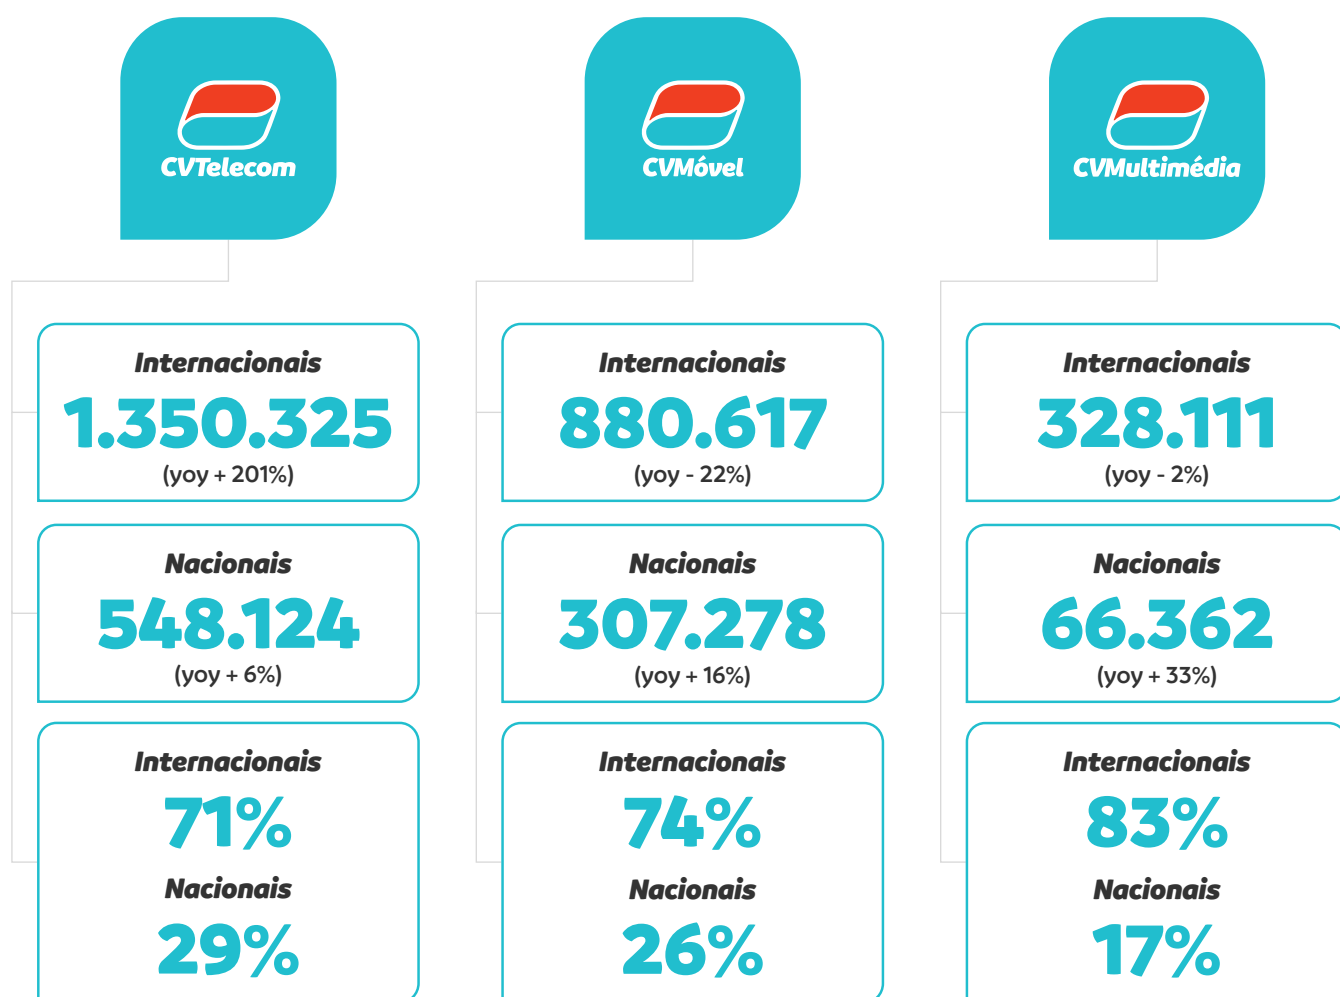 CVTelecom
Internacionais
1.350.325
(yoy + 201%)
Nacionais
548.124
(yoy + 6%)
Internacionais
71%
Nacionais
29%
CVMóvel
Internacionais
880.617
(yoy - 22%)
Nacionais
307.278
(yoy + 16%)
Internacionais
74%
Nacionais
26%
CVMultimédia
Internacionais
328.111
(yoy - 2%)
Nacionais
66.362
(yoy + 33%)
Internacionais
83%
Nacionais
17%